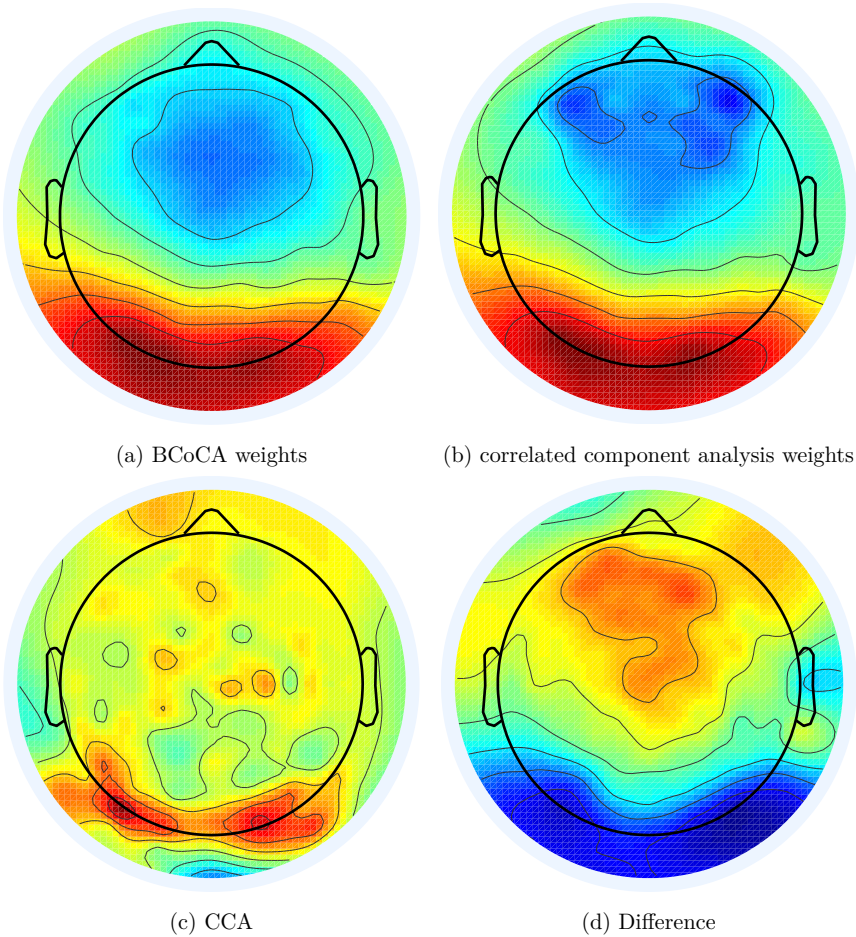 (a) BCoCA weights
(b) correlated component analysis weights
(c) CCA
(d) Difference